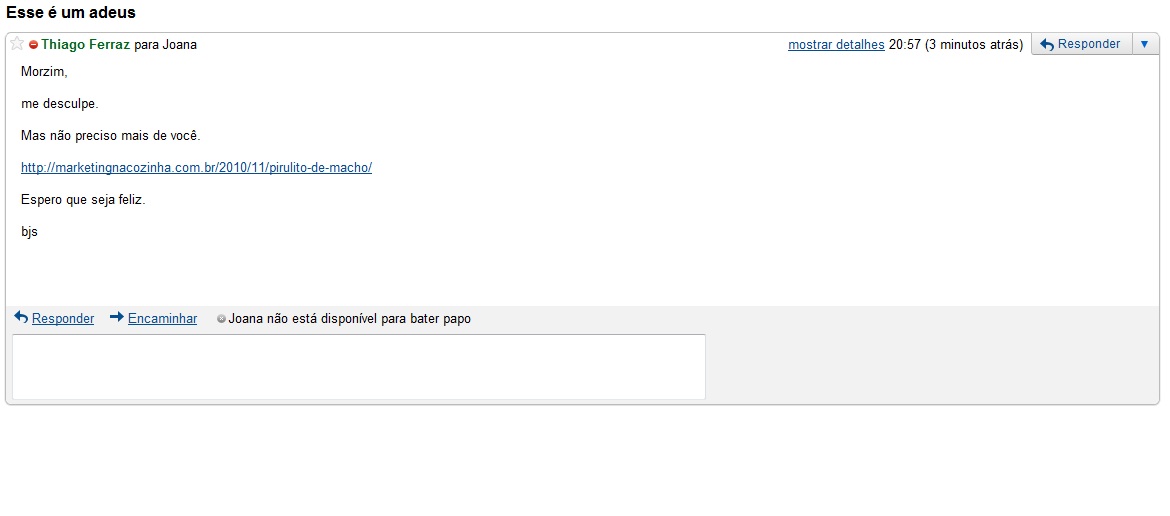 Esse é um adeus
Thiago Ferraz para Joana mostrar detalhes 20:57 (3 minutos atrás) Responder
Morzim,
me desculpe.
Mas não preciso mais de você.
http://marketingnacozinha.com.br/2010/11/pirulito-de-macho/
Espero que seja feliz.
bjs
Responder Encaminhar Joana não está disponível para bater papo